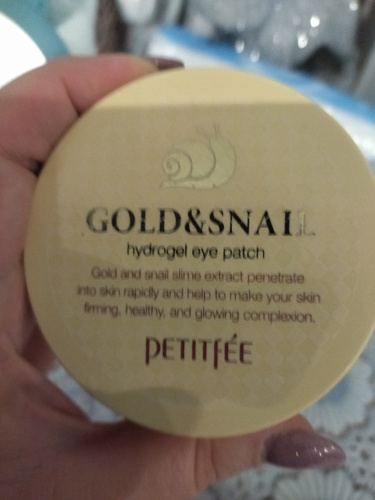 GOLD&SNAIL
hydrogel eye patch
Gold and snail slime extract penetrate
into skin rapidly and help to make your skin
firming, healthy, and glowing complexion.
PETITFÉE